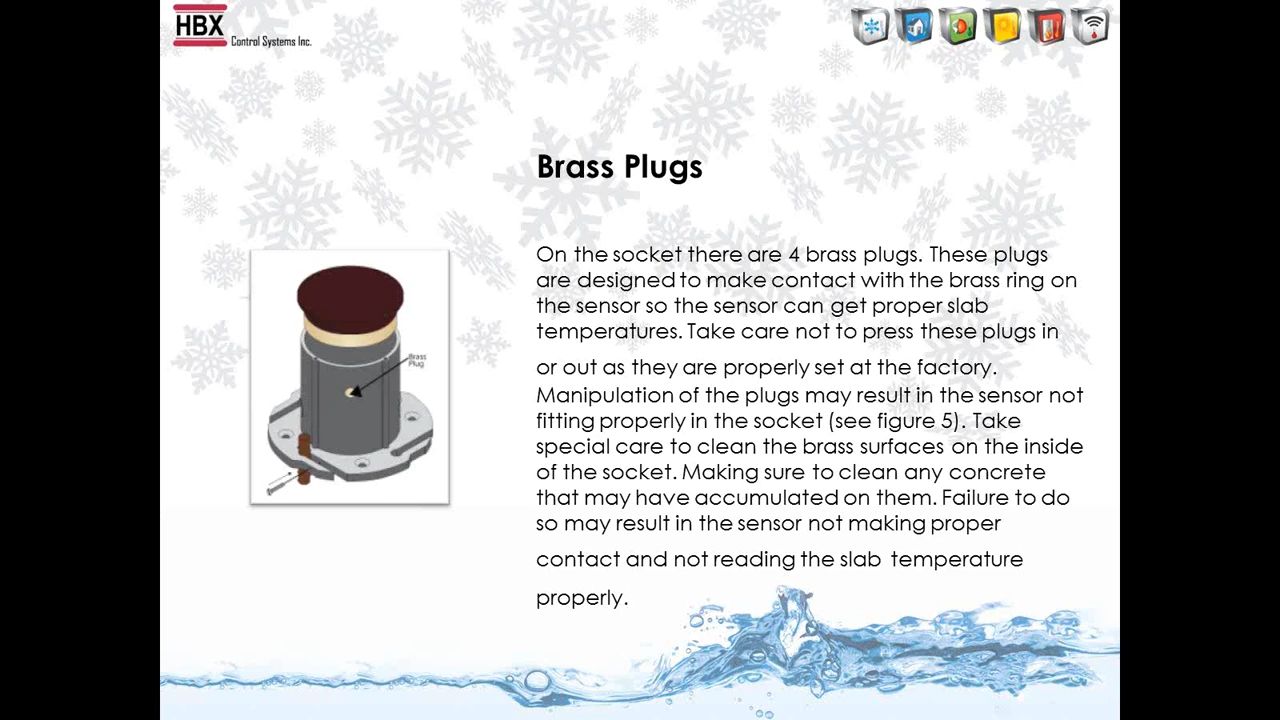 HBX
Control Systems Inc.
Brass Plugs
On the socket there are 4 brass plugs. These plugs
are designed to make contact with the brass ring on
the sensor so the sensor can get proper slab
temperatures. Take care not to press these plugs in
or out as they are properly set at the factory.
Manipulation of the plugs may result in the sensor not
fitting properly in the socket (see figure 5). Take
special care to clean the brass surfaces on the inside
of the socket. Making sure to clean any concrete
that may have accumulated on them. Failure to do
so may result in the sensor not making proper
contact and not reading the slab temperature
properly.
Brass
Plug